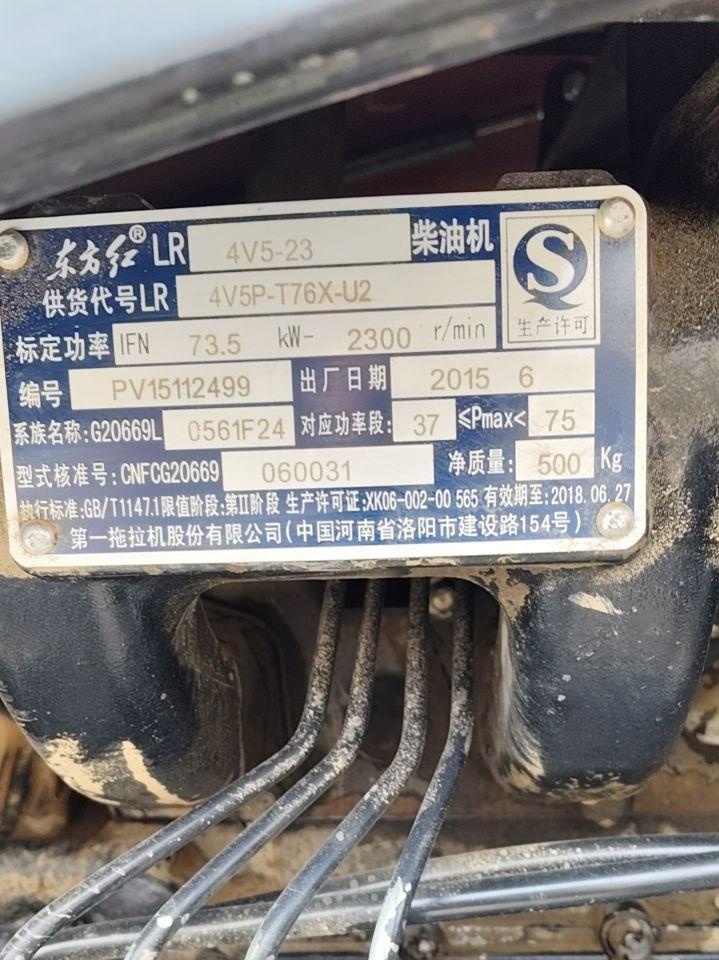 东方红® LR 4V5-23 柴油机
供货代号LR 4V5P-T76X-U2
S
生产许可
标定功率 IFN 73.5 kW- 2300 r/min
编号 PV15112499 出厂日期 2015 6
系族名称:G20669L 0561F24 对应功率段: 37 ≤Pmax< 75
型式核准号:CNFCG20669 060031 净质量: 500 Kg
执行标准:GB/T1147.1限值阶段:第II阶段 生产许可证:XK06-002-00 565 有效期至:2018.06.27
第一拖拉机股份有限公司(中国河南省洛阳市建设路154号)